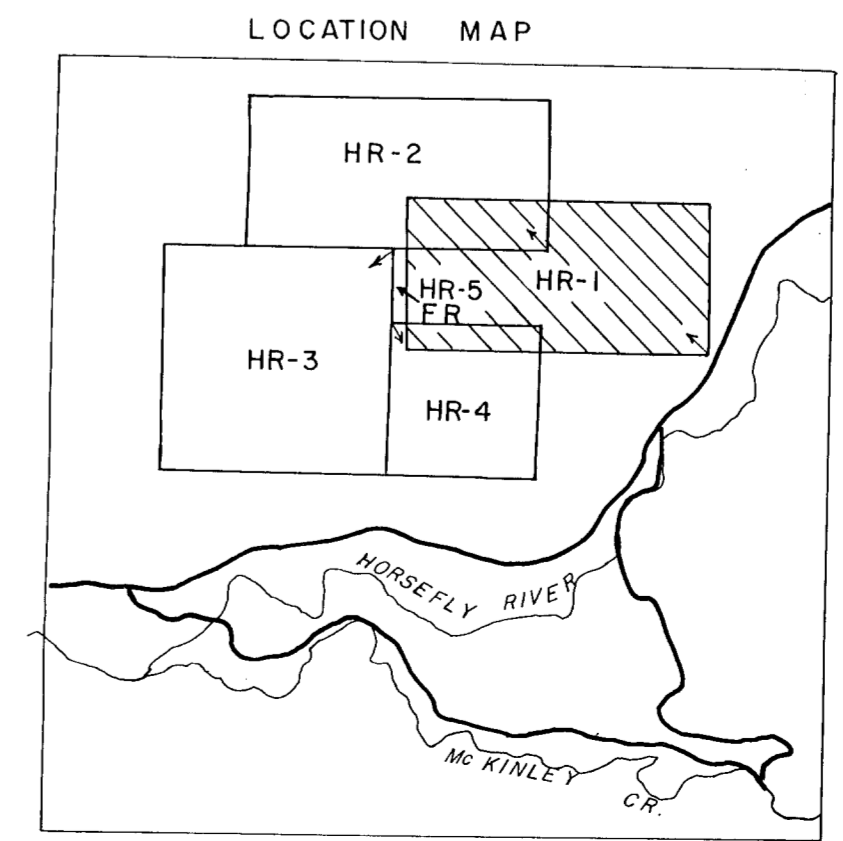 LOCATION MAP
HR-2
HR-1
HR-5
FR
HR-3
HR-4
HORSEFLY RIVER
Mc KINLEY CR.